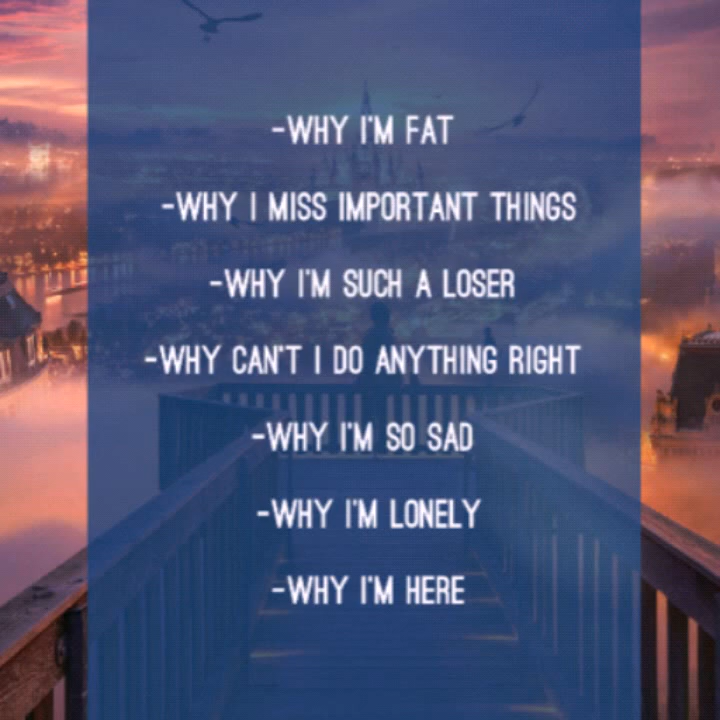 -WHY I'M FAT
-WHY I MISS IMPORTANT THINGS
-WHY I'M SUCH A LOSER
-WHY CAN'T I DO ANYTHING RIGHT
-WHY I'M SO SAD
-WHY I'M LONELY
-WHY I'M HERE